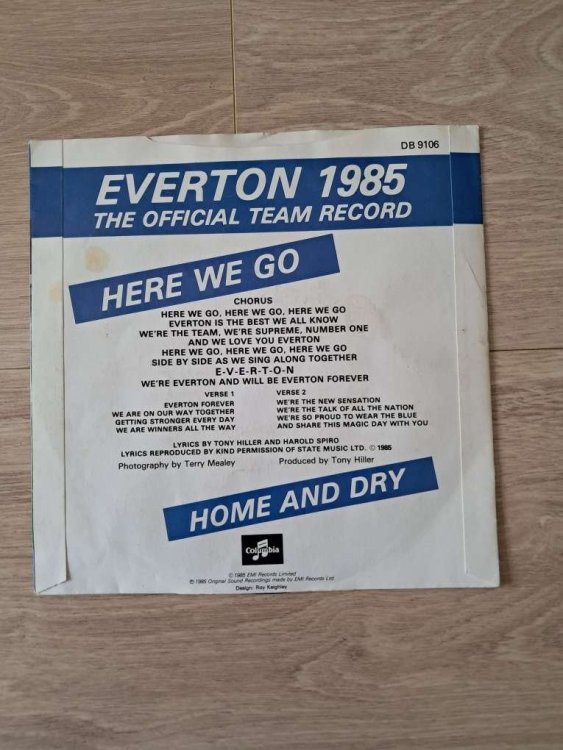 DB 9106
EVERTON 1985
THE OFFICIAL TEAM RECORD
HERE WE GO
CHORUS
HERE WE GO, HERE WE GO, HERE WE GO
EVERTON IS THE BEST WE ALL KNOW
WE'RE THE TEAM, WE'RE SUPREME, NUMBER ONE
AND WE LOVE YOU EVERTON
HERE WE GO, HERE WE GO, HERE WE GO
SIDE BY SIDE AS WE SING ALONG TOGETHER
E-V-E-R-T-O-N
WE'RE EVERTON AND WILL BE EVERTON FOREVER
VERSE 1
EVERTON FOREVER
WE ARE ON OUR WAY TOGETHER
GETTING STRONGER EVERY DAY
WE ARE WINNERS ALL THE WAY
VERSE 2
WE'RE THE NEW SENSATION
WE'RE THE TALK OF ALL THE NATION
WE'RE SO PROUD TO WEAR THE BLUE
AND SHARE THIS MAGIC DAY WITH YOU
LYRICS BY TONY HILLER AND HAROLD SPIRO
LYRICS REPRODUCED BY KIND PERMISSION OF STATE MUSIC LTD. © 1985
Photography by Terry Mealey
Produced by Tony Hiller
HOME AND DRY
Columbia
© 1985 EMI Records Limited
℗ 1985 Original Sound Recordings made by EMI Records Ltd
Design: Ray Keighley